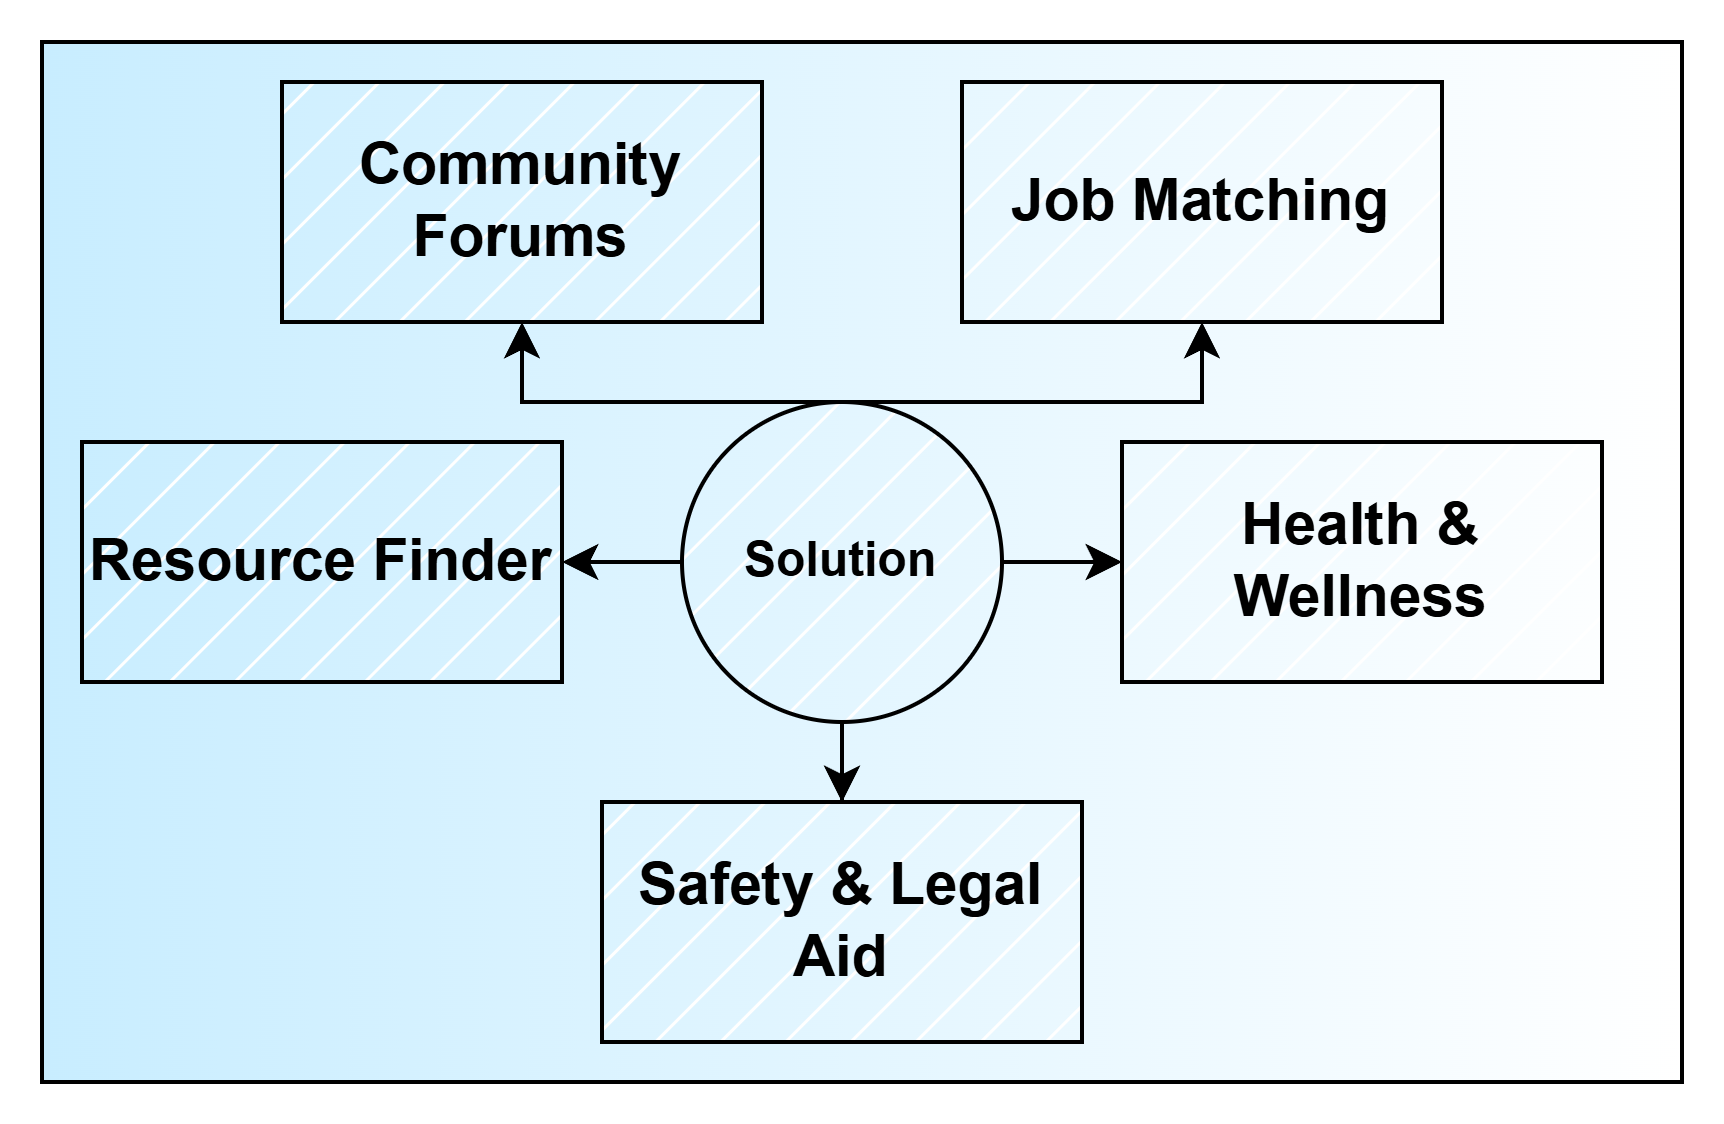 Community
Forums
Job Matching
Resource Finder
Solution
Health &
Wellness
Safety & Legal
Aid